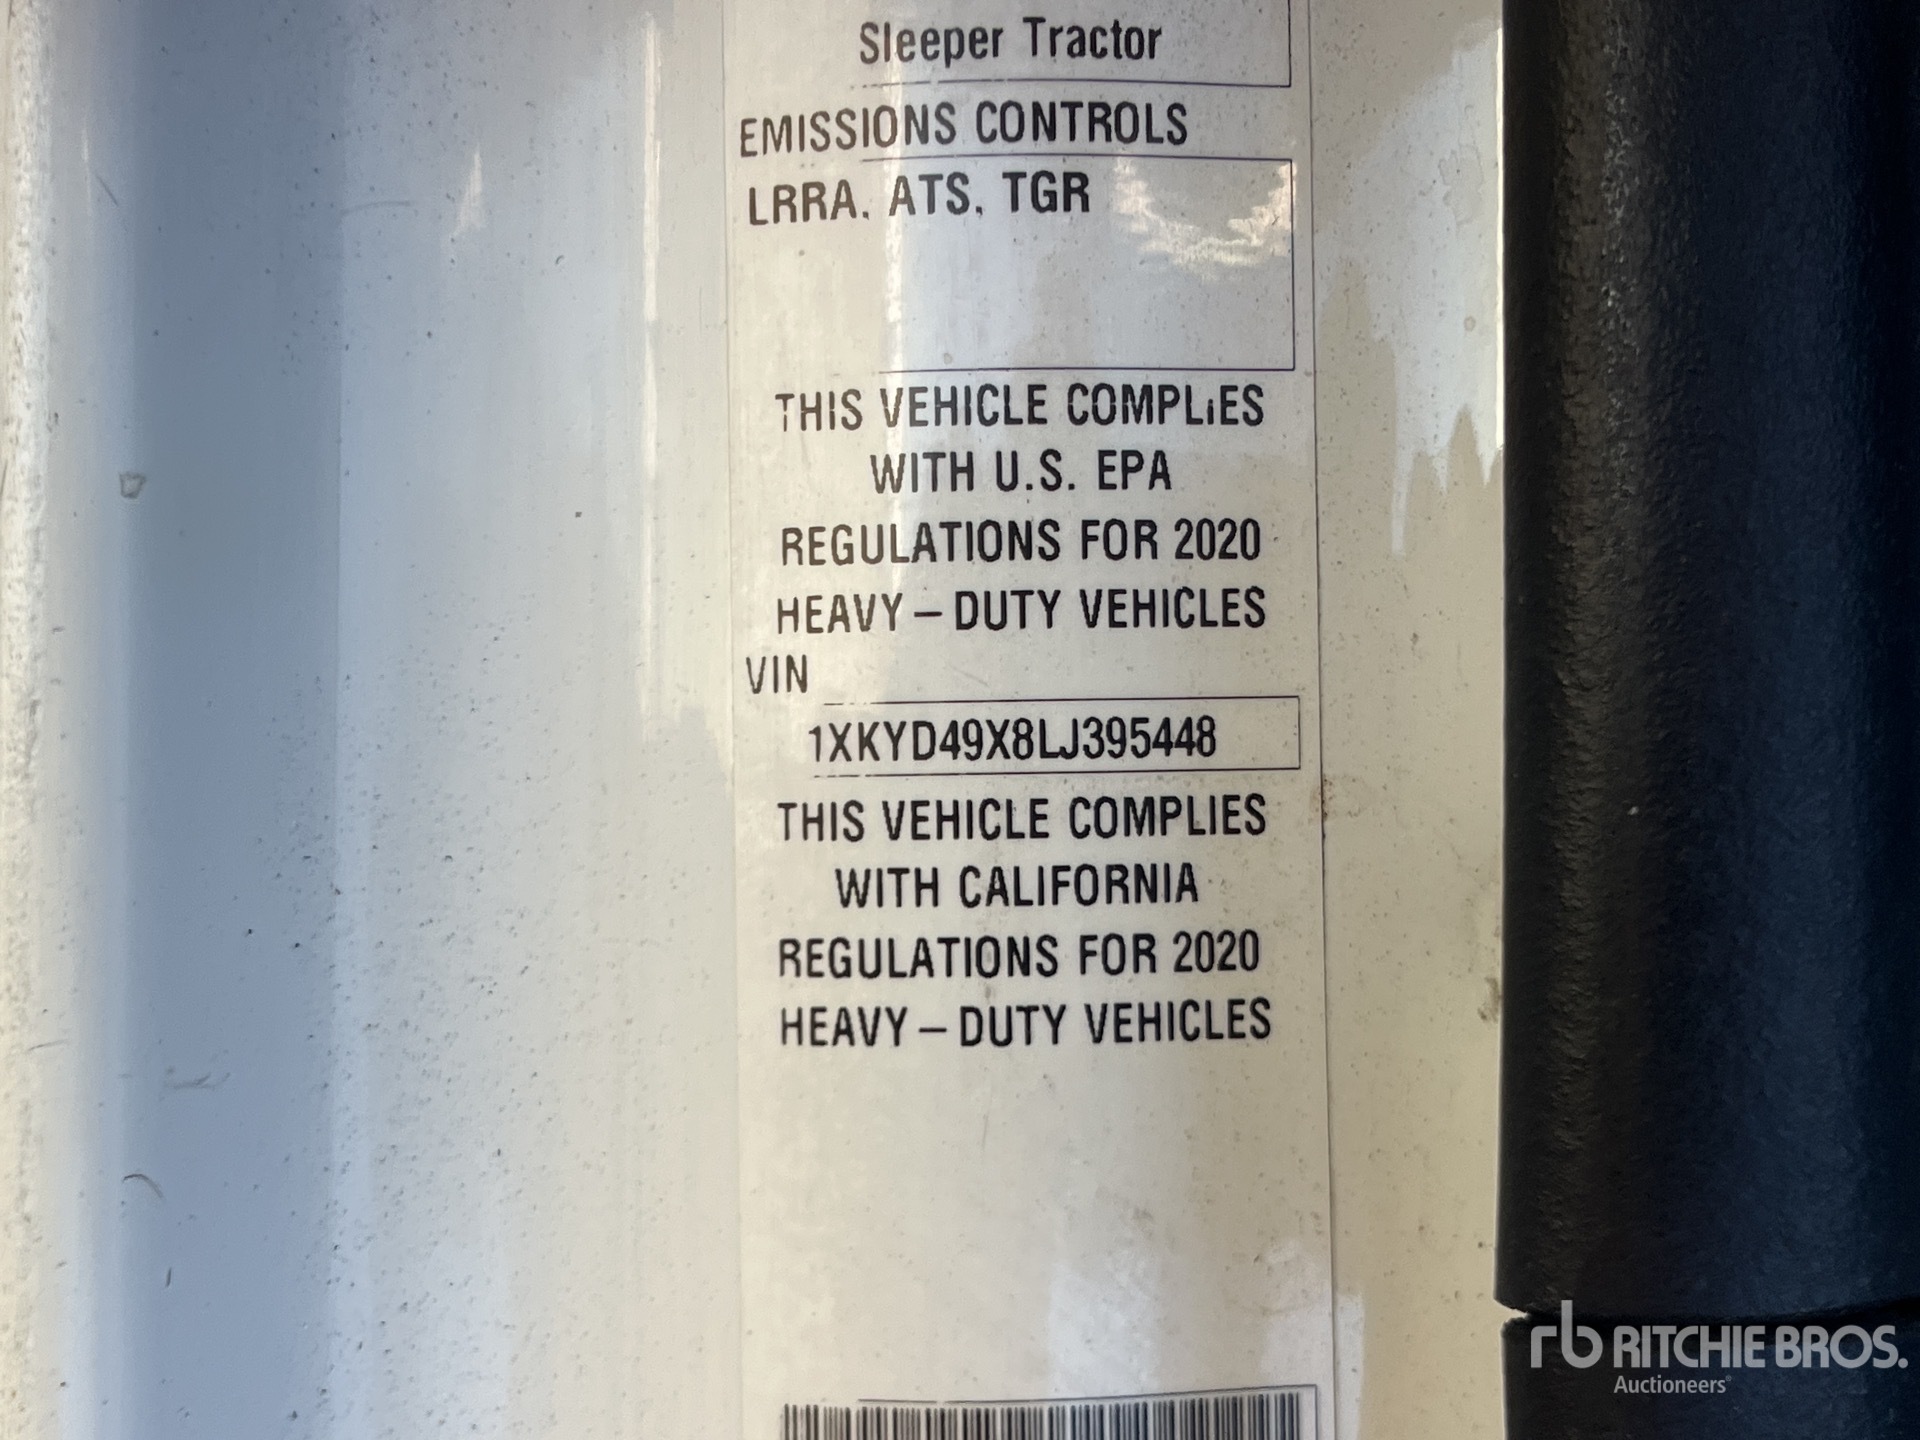 Sleeper Tractor
EMISSIONS CONTROLS
LRRA, ATS, TGR
THIS VEHICLE COMPLIES
WITH U.S. EPA
REGULATIONS FOR 2020
HEAVY – DUTY VEHICLES
VIN
1XKYD49X8LJ395448
THIS VEHICLE COMPLIES
WITH CALIFORNIA
REGULATIONS FOR 2020
HEAVY – DUTY VEHICLES
rb RITCHIE BROS.
Auctioneers®